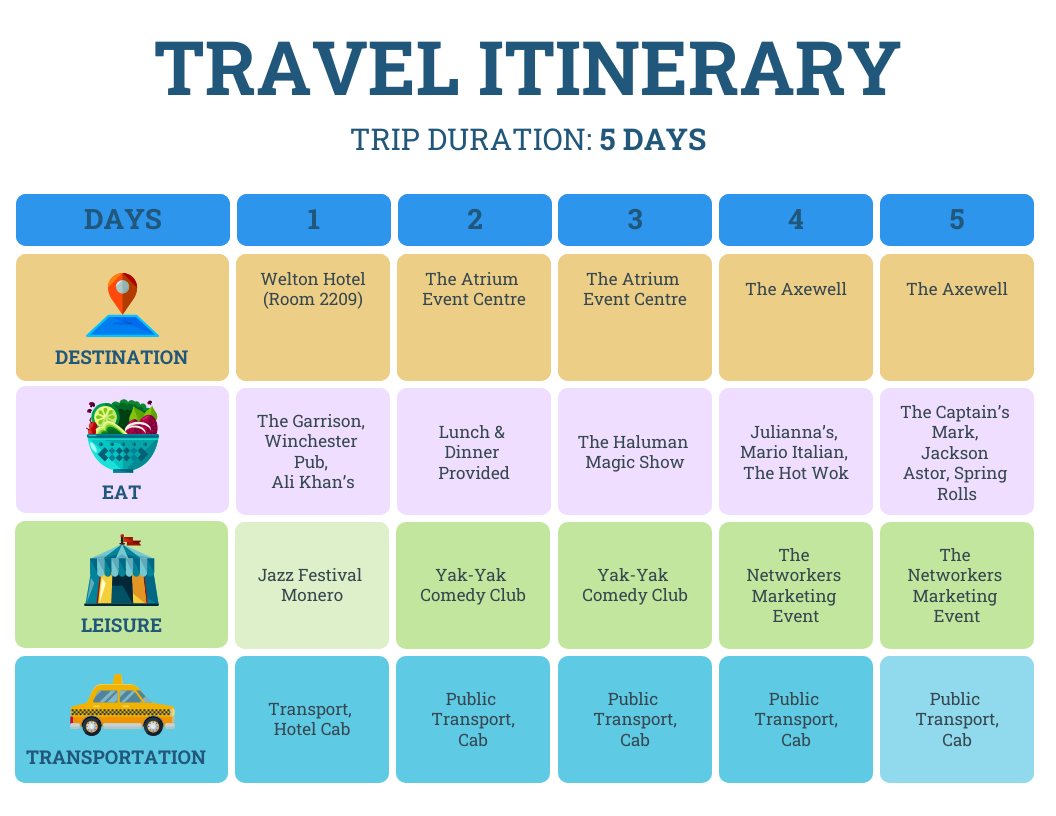 TRAVEL ITINERARY
TRIP DURATION: 5 DAYS
DAYS
1
2
3
4
5
DESTINATION
Welton Hotel
(Room 2209)
The Atrium
Event Centre
The Atrium
Event Centre
The Axewell
The Axewell
EAT
The Garrison,
Winchester
Pub,
Ali Khan’s
Lunch &
Dinner
Provided
The Haluman
Magic Show
Julianna’s,
Mario Italian,
The Hot Wok
The Captain’s
Mark,
Jackson
Astor, Spring
Rolls
LEISURE
Jazz Festival
Monero
Yak-Yak
Comedy Club
Yak-Yak
Comedy Club
The
Networkers
Marketing
Event
The
Networkers
Marketing
Event
TRANSPORTATION
Transport,
Hotel Cab
Public
Transport,
Cab
Public
Transport,
Cab
Public
Transport,
Cab
Public
Transport,
Cab